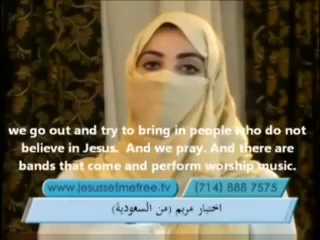 we go out and try to bring in people who do not
believe in Jesus.  And we pray. And there are
bands that come and perform worship music.
www.jesussetmefree.tv
(714) 888 7575
اختبار مريم (من السعودية)